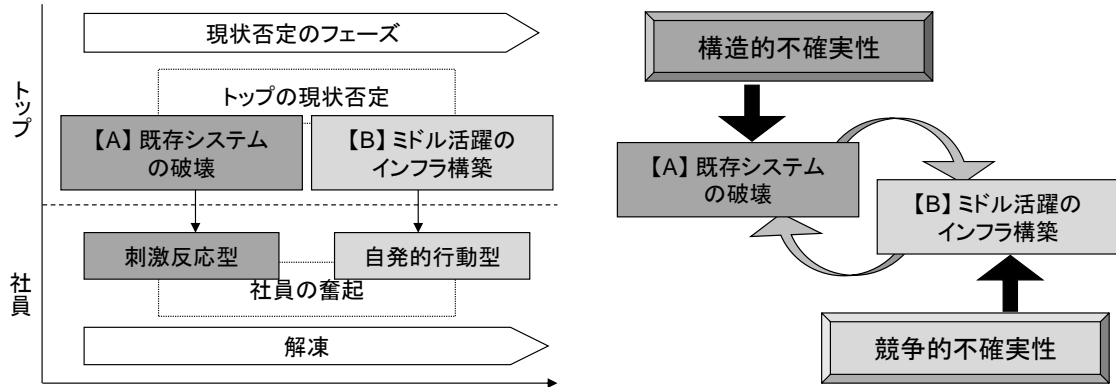 現状否定のフェーズ
トップ
トップの現状否定
【A】 既存システム
の破壊
【B】 ミドル活躍の
インフラ構築
社員
刺激反応型
自発的行動型
社員の奮起
解凍
構造的不確実性
【A】 既存システム
の破壊
【B】 ミドル活躍の
インフラ構築
競争的不確実性